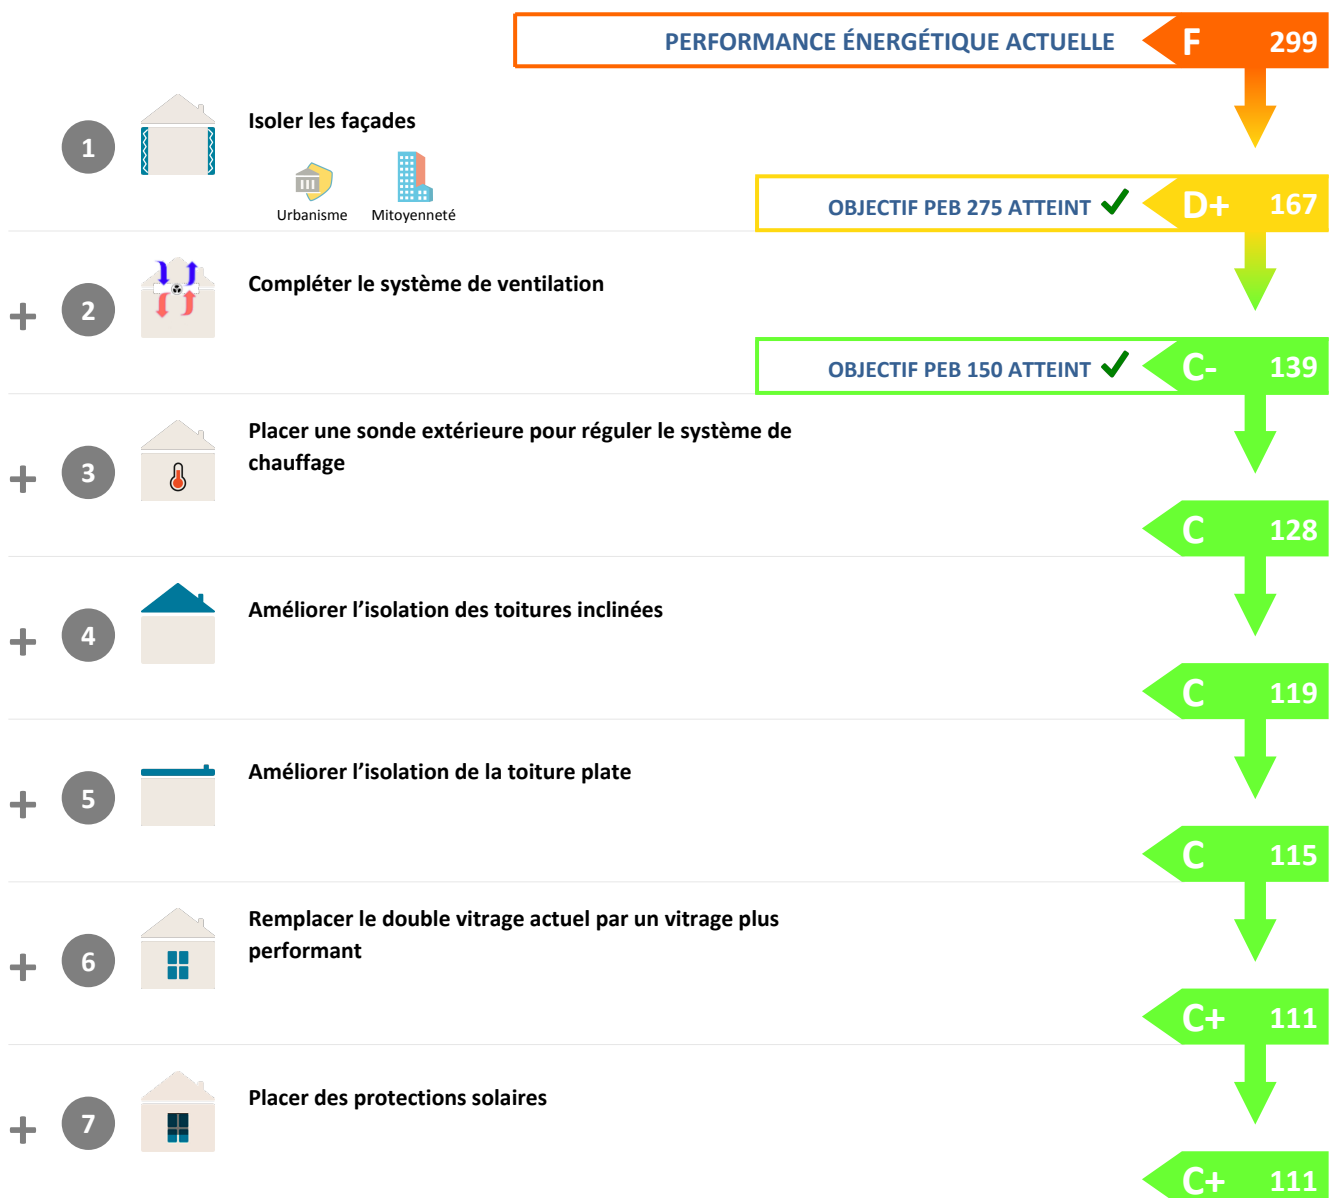 PERFORMANCE ÉNERGÉTIQUE ACTUELLE F 299
1 Isoler les façades
Urbanisme Mitoyenneté
OBJECTIF PEB 275 ATTEINT D+ 167
+ 2 Compléter le système de ventilation
OBJECTIF PEB 150 ATTEINT C- 139
+ 3 Placer une sonde extérieure pour réguler le système de
chauffage
C 128
+ 4 Améliorer l’isolation des toitures inclinées
C 119
+ 5 Améliorer l’isolation de la toiture plate
C 115
+ 6 Remplacer le double vitrage actuel par un vitrage plus
performant
C+ 111
+ 7 Placer des protections solaires
C+ 111